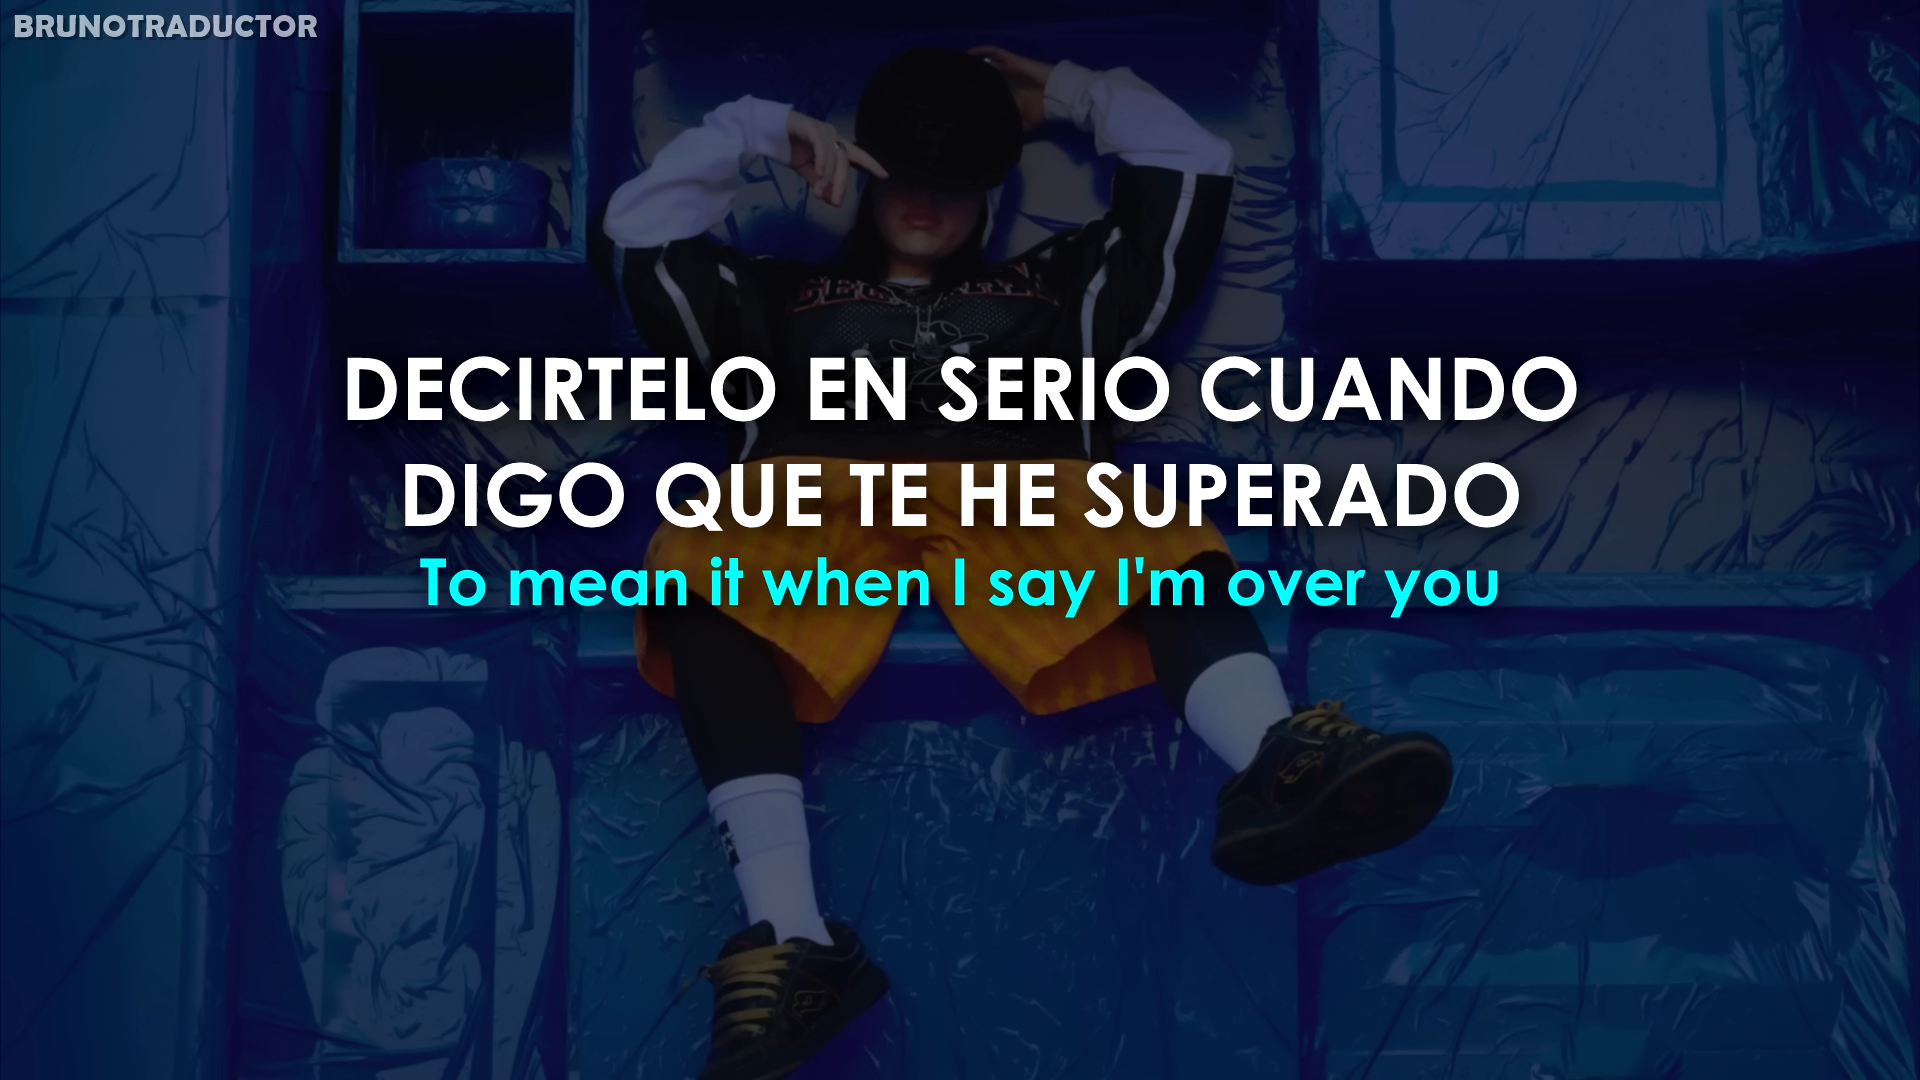 BRUNOTRADUCTOR
DECIRTELO EN SERIO CUANDO
DIGO QUE TE HE SUPERADO
To mean it when I say I'm over you